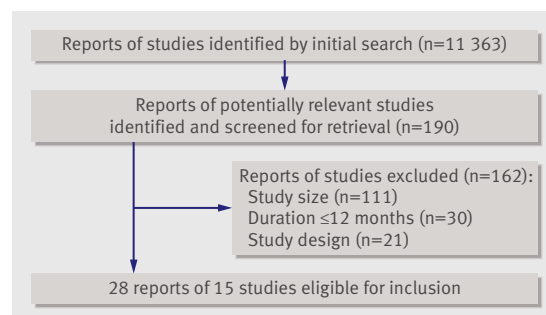 Reports of studies identified by initial search (n=11 363)
Reports of potentially relevant studies
identified and screened for retrieval (n=190)
Reports of studies excluded (n=162):
Study size (n=111)
Duration ≤12 months (n=30)
Study design (n=21)
28 reports of 15 studies eligible for inclusion